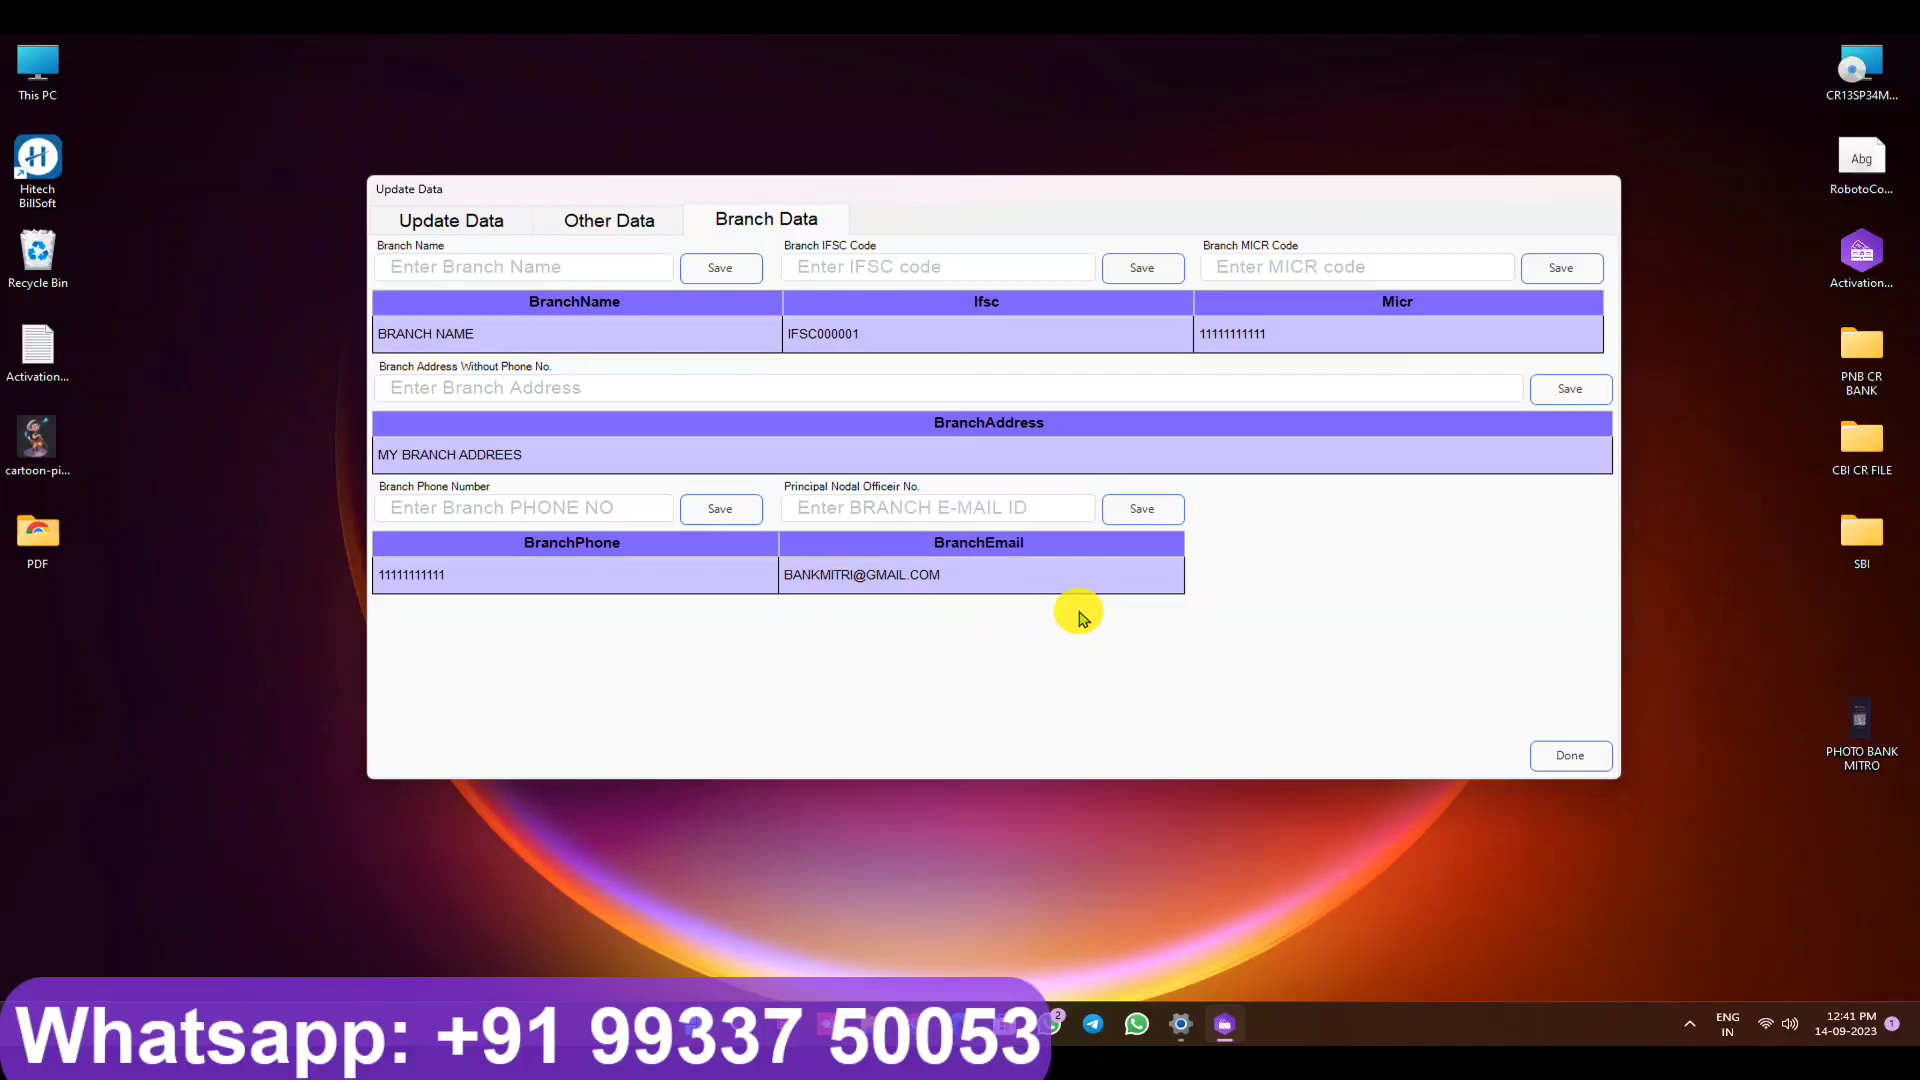 This PC
Hitech
BillSoft
Recycle Bin
Activation...
cartoon-pi...
PDF
Update Data
Update Data
Other Data
Branch Data
Branch Name
Branch IFSC Code
Branch MICR Code
Enter Branch Name
Save
Enter IFSC code
Save
Enter MICR code
Save
BranchName
Ifsc
Micr
BRANCH NAME
IFSC000001
11111111111
Branch Address Without Phone No.
Enter Branch Address
Save
BranchAddress
MY BRANCH ADDREES
Branch Phone Number
Principal Nodal Officeir No.
Enter Branch PHONE NO
Save
Enter BRANCH E-MAIL ID
Save
BranchPhone
BranchEmail
11111111111
BANKMITRI@GMAIL.COM
Done
CR13SP34M...
Abg
RobotoCo...
Activation...
PNB CR
BANK
CBI CR FILE
SBI
PHOTO BANK
MITRO
Whatsapp: +91 99337 50053
2
ENG
IN
12:41 PM
14-09-2023
1